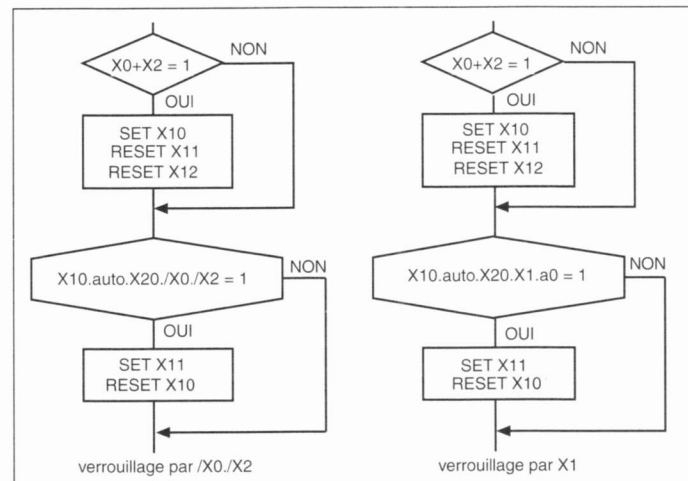 X0+X2 = 1
NON
OUI
SET X10
RESET X11
RESET X12
X10.auto.X20./X0./X2 = 1
NON
OUI
SET X11
RESET X10
verrouillage par /X0./X2
X0+X2 = 1
NON
OUI
SET X10
RESET X11
RESET X12
X10.auto.X20.X1.a0 = 1
NON
OUI
SET X11
RESET X10
verrouillage par X1